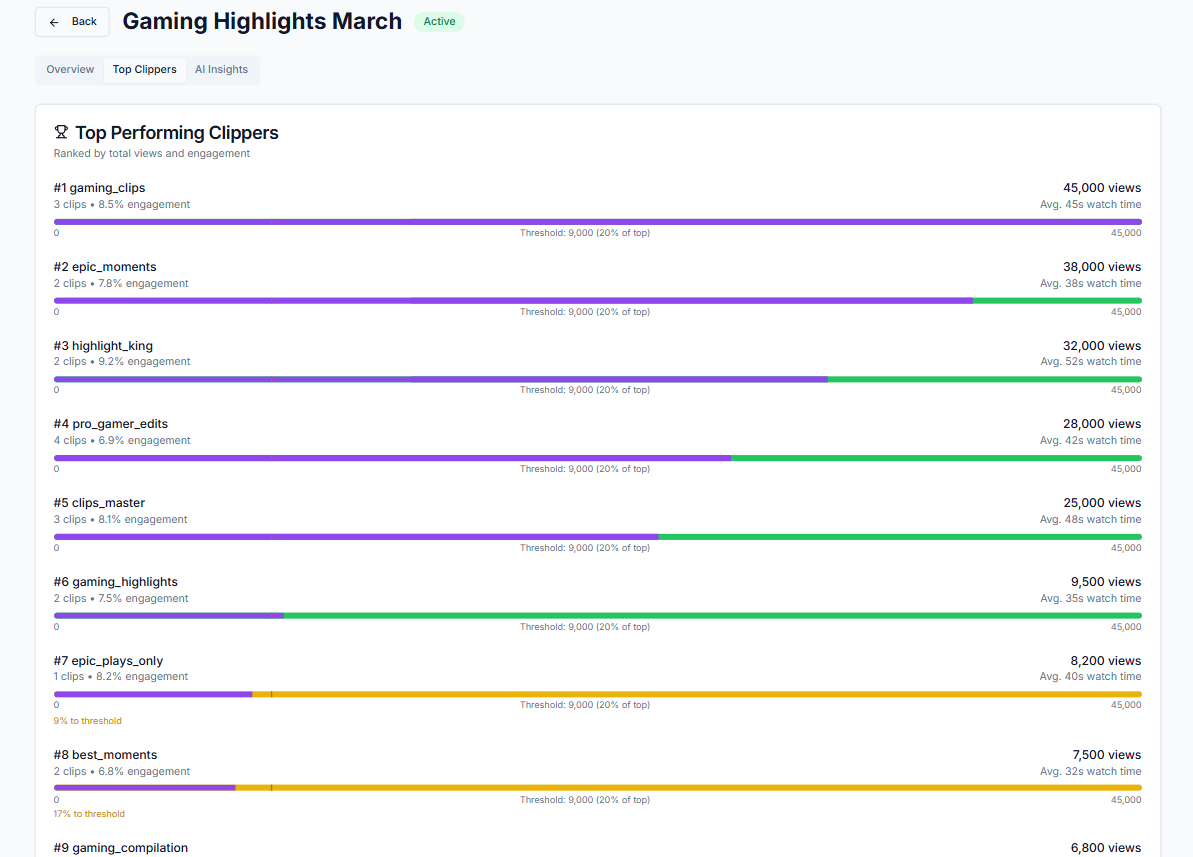 Back
Gaming Highlights March
Active
Overview
Top Clippers
AI Insights
Top Performing Clippers
Ranked by total views and engagement
#1 gaming_clips 45,000 views
3 clips • 8.5% engagement Avg. 45s watch time
0 Threshold: 9,000 (20% of top) 45,000
#2 epic_moments 38,000 views
2 clips • 7.8% engagement Avg. 38s watch time
0 Threshold: 9,000 (20% of top) 45,000
#3 highlight_king 32,000 views
2 clips • 9.2% engagement Avg. 52s watch time
0 Threshold: 9,000 (20% of top) 45,000
#4 pro_gamer_edits 28,000 views
4 clips • 6.9% engagement Avg. 42s watch time
0 Threshold: 9,000 (20% of top) 45,000
#5 clips_master 25,000 views
3 clips • 8.1% engagement Avg. 48s watch time
0 Threshold: 9,000 (20% of top) 45,000
#6 gaming_highlights 9,500 views
2 clips • 7.5% engagement Avg. 35s watch time
0 Threshold: 9,000 (20% of top) 45,000
#7 epic_plays_only 8,200 views
1 clips • 8.2% engagement Avg. 40s watch time
0 Threshold: 9,000 (20% of top) 45,000
9% to threshold
#8 best_moments 7,500 views
2 clips • 6.8% engagement Avg. 32s watch time
0 Threshold: 9,000 (20% of top) 45,000
17% to threshold
#9 gaming_compilation 6,800 views